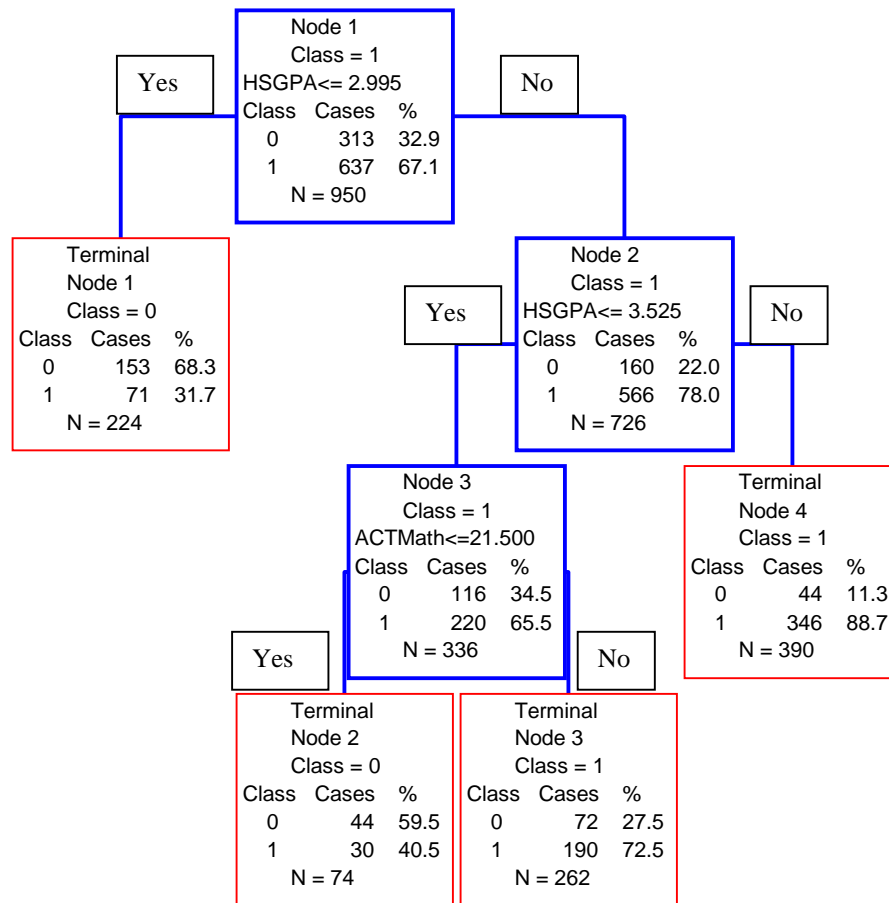 Node 1
Class = 1
HSGPA<= 2.995
Class Cases %
0 313 32.9
1 637 67.1
N = 950
Yes
No
Terminal
Node 1
Class = 0
Class Cases %
0 153 68.3
1 71 31.7
N = 224
Node 2
Class = 1
HSGPA<= 3.525
Class Cases %
0 160 22.0
1 566 78.0
N = 726
Yes
No
Node 3
Class = 1
ACTMath<=21.500
Class Cases %
0 116 34.5
1 220 65.5
N = 336
Terminal
Node 4
Class = 1
Class Cases %
0 44 11.3
1 346 88.7
N = 390
Yes
No
Terminal
Node 2
Class = 0
Class Cases %
0 44 59.5
1 30 40.5
N = 74
Terminal
Node 3
Class = 1
Class Cases %
0 72 27.5
1 190 72.5
N = 262